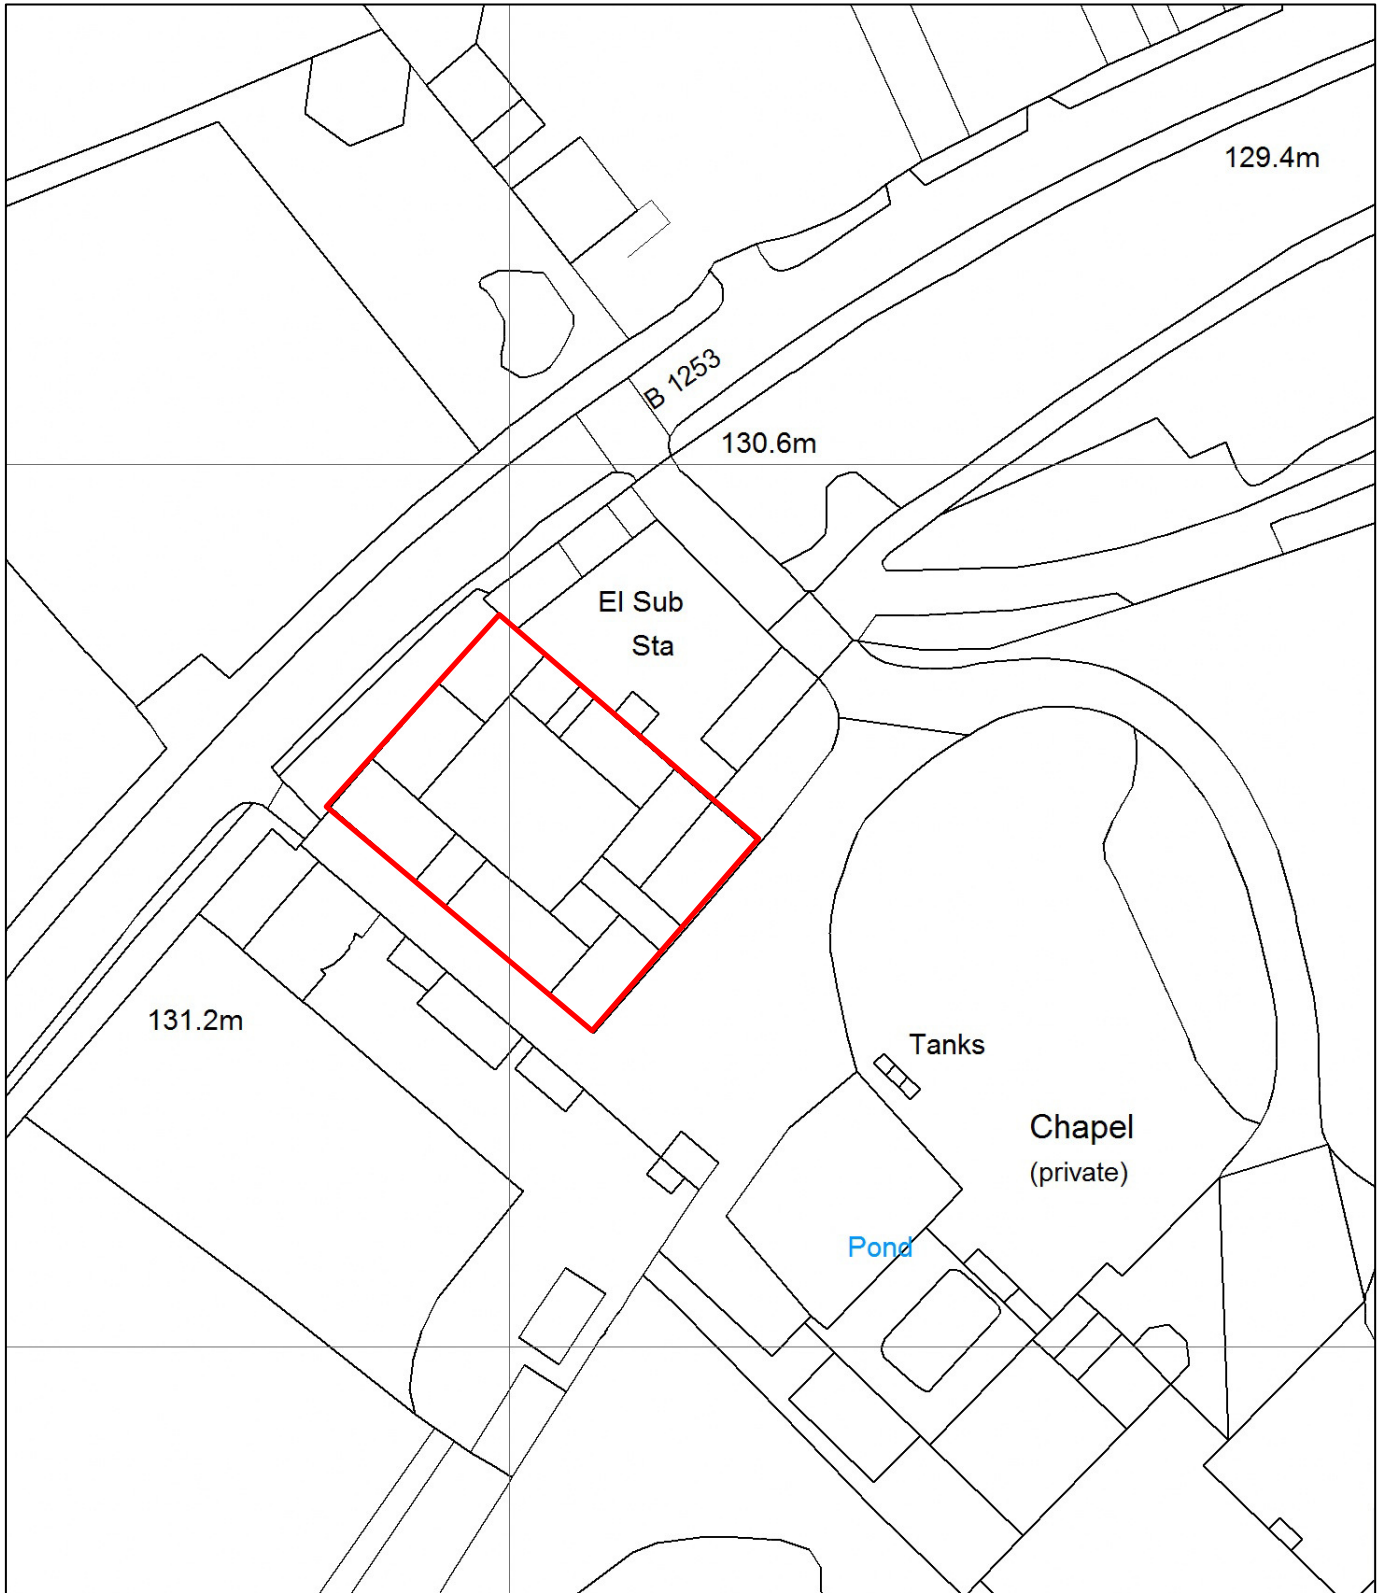 129.4m
B 1253
130.6m
El Sub
Sta
131.2m
Tanks
Chapel
(private)
Pond